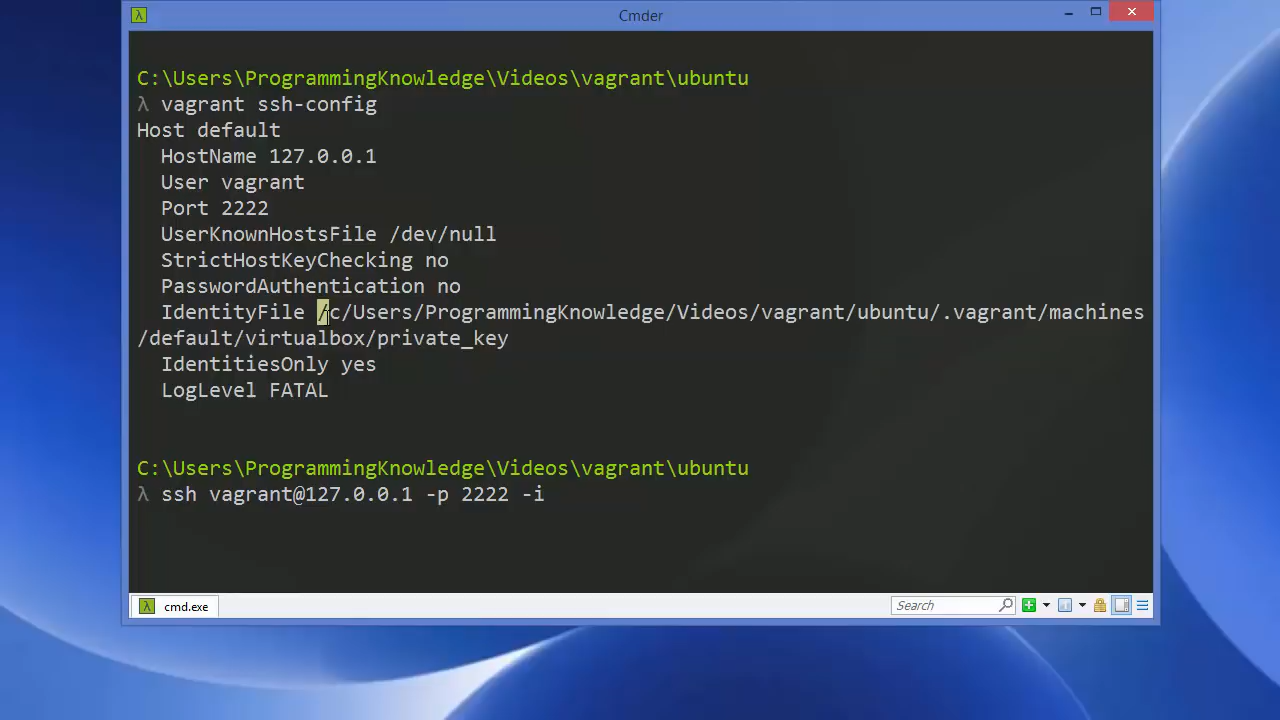 Cmder
C:\Users\ProgrammingKnowledge\Videos\vagrant\ubuntu
λ vagrant ssh-config
Host default
HostName 127.0.0.1
User vagrant
Port 2222
UserKnownHostsFile /dev/null
StrictHostKeyChecking no
PasswordAuthentication no
IdentityFile /c/Users/ProgrammingKnowledge/Videos/vagrant/ubuntu/.vagrant/machines
/default/virtualbox/private_key
IdentitiesOnly yes
LogLevel FATAL
C:\Users\ProgrammingKnowledge\Videos\vagrant\ubuntu
λ ssh vagrant@127.0.0.1 -p 2222 -i
cmd.exe
Search